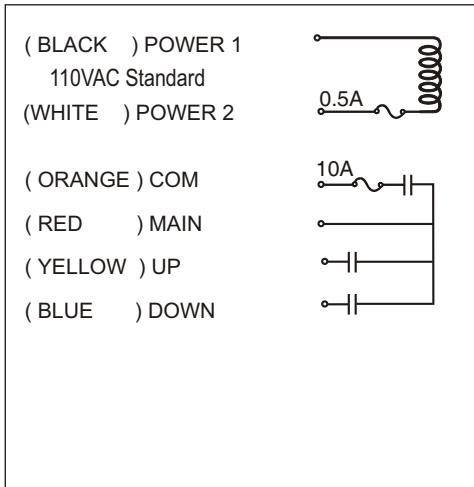 ( BLACK ) POWER 1
110VAC Standard
(WHITE ) POWER 2
0.5A
( ORANGE ) COM
10A
( RED ) MAIN
( YELLOW ) UP
( BLUE ) DOWN